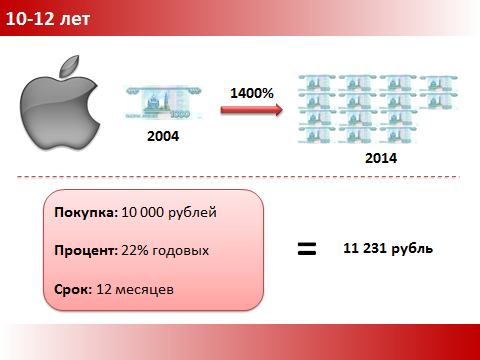 10-12 лет
1400%
1000
2004
2014
Покупка: 10 000 рублей
Процент: 22% годовых
Срок: 12 месяцев
=
11 231 рубль